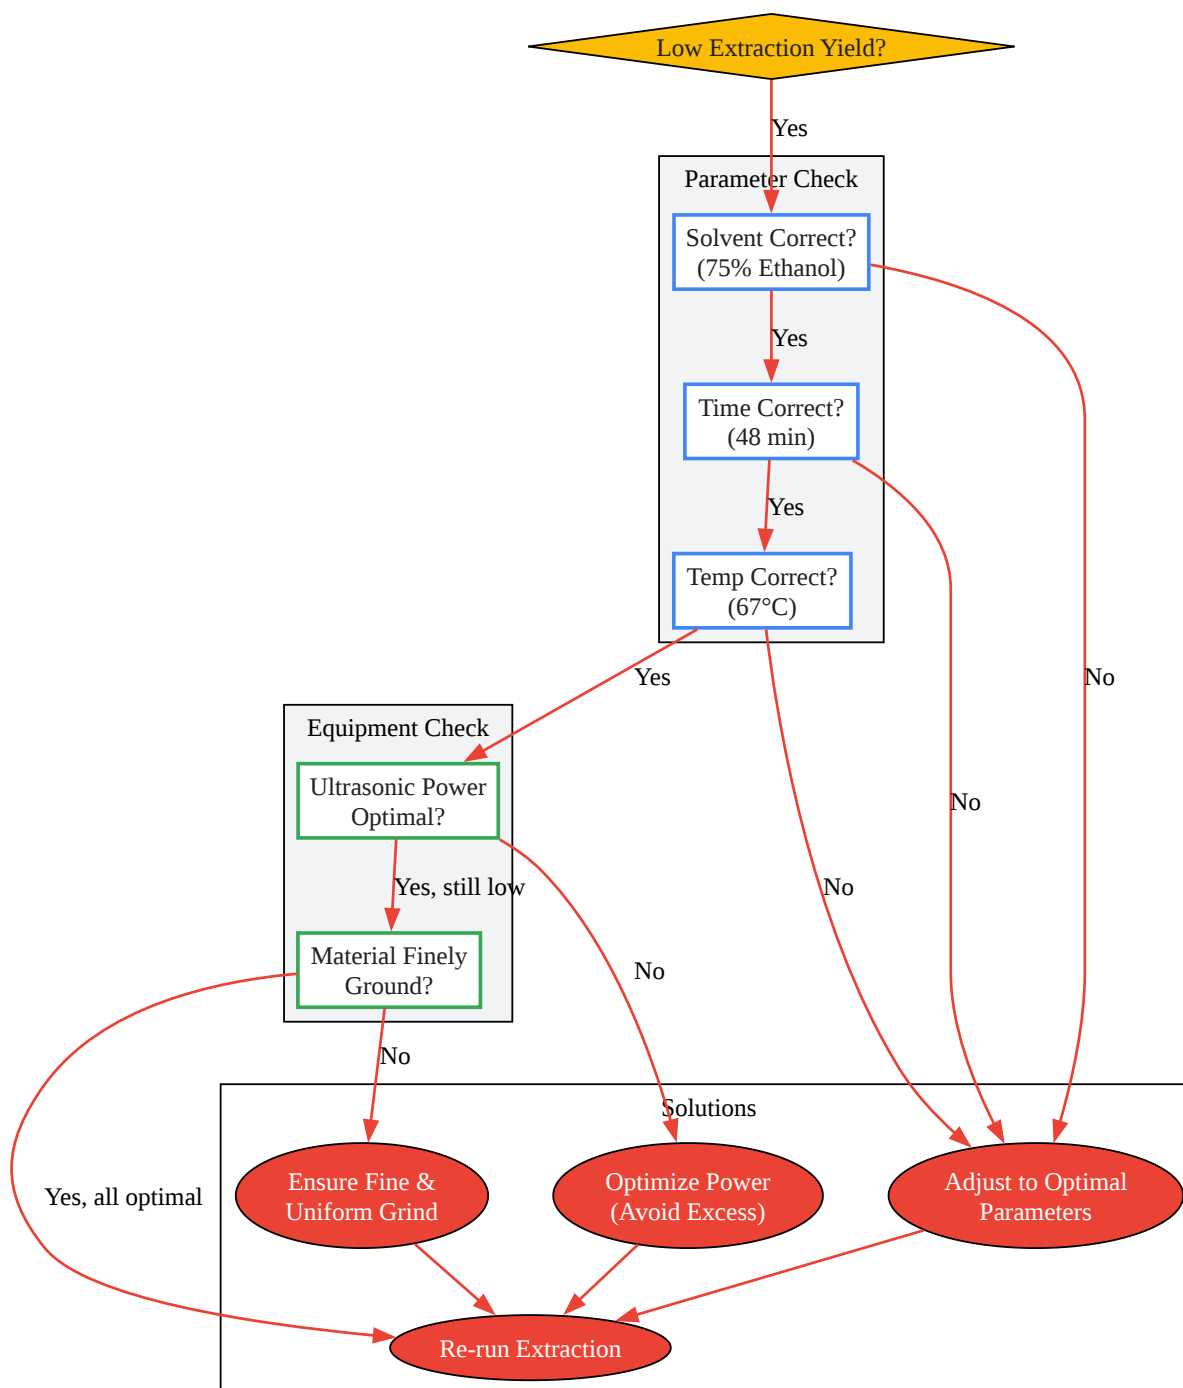 Low Extraction Yield?
Yes
Parameter Check
Solvent Correct?
(75% Ethanol)
Yes
Time Correct?
(48 min)
Yes
Temp Correct?
(67°C)
Yes
No
Equipment Check
Ultrasonic Power
Optimal?
No
Yes, still low
No
Material Finely
Ground?
No
No
Solutions
Ensure Fine &
Uniform Grind
Optimize Power
(Avoid Excess)
Adjust to Optimal
Parameters
Yes, all optimal
Re-run Extraction